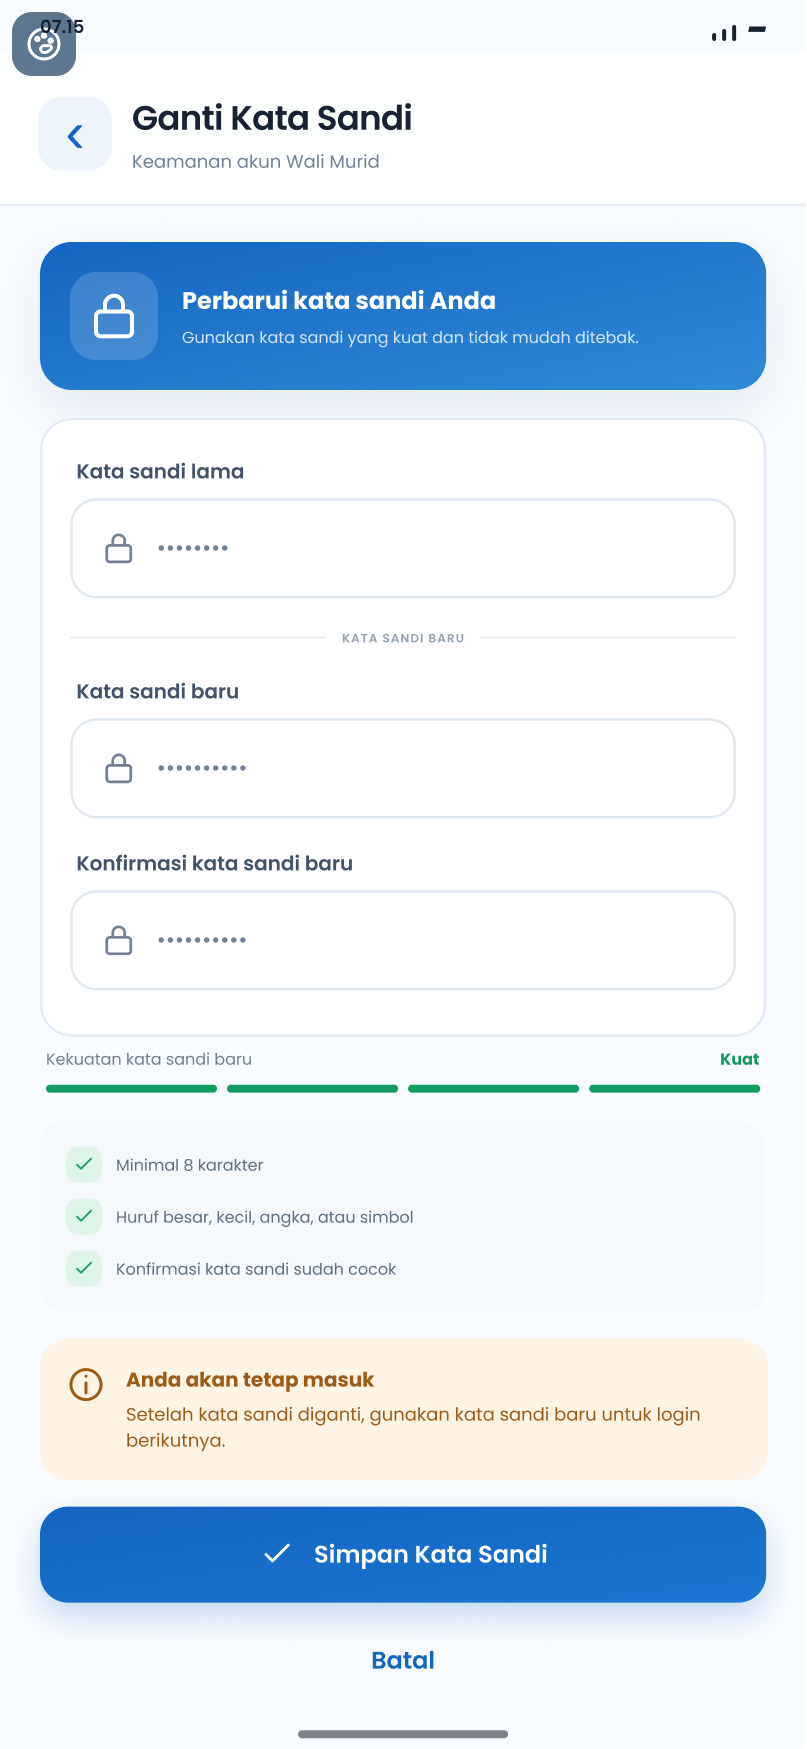 07.15
Ganti Kata Sandi
Keamanan akun Wali Murid
Perbarui kata sandi Anda
Gunakan kata sandi yang kuat dan tidak mudah ditebak.
Kata sandi lama
••••••••
KATA SANDI BARU
Kata sandi baru
••••••••••
Konfirmasi kata sandi baru
••••••••••
Kekuatan kata sandi baru Kuat
Minimal 8 karakter
Huruf besar, kecil, angka, atau simbol
Konfirmasi kata sandi sudah cocok
Anda akan tetap masuk
Setelah kata sandi diganti, gunakan kata sandi baru untuk login
berikutnya.
Simpan Kata Sandi
Batal